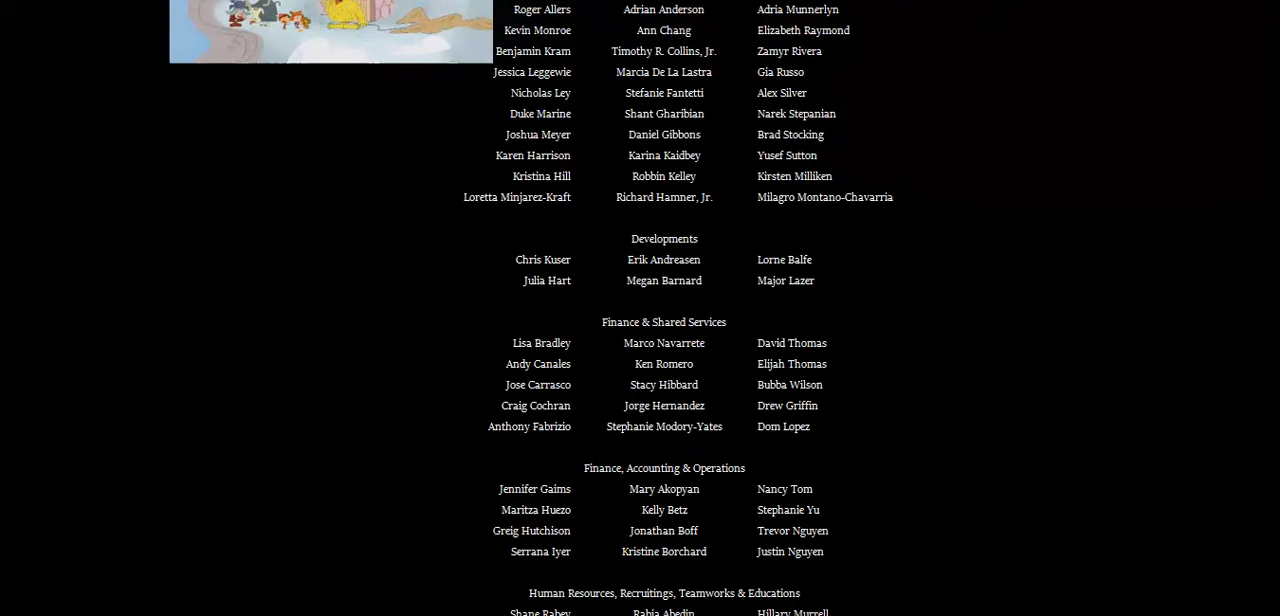 Roger Allers Adrian Anderson Adria Munnerlyn
Kevin Monroe Ann Chang Elizabeth Raymond
Benjamin Kram Timothy R. Collins, Jr. Zamyr Rivera
Jessica Leggewie Marcia De La Lastra Gia Russo
Nicholas Ley Stefanie Fantetti Alex Silver
Duke Marine Shant Gharibian Narek Stepanian
Joshua Meyer Daniel Gibbons Brad Stocking
Karen Harrison Karina Kaidbey Yusef Sutton
Kristina Hill Robbin Kelley Kirsten Milliken
Loretta Minjarez-Kraft Richard Hamner, Jr. Milagro Montano-Chavarria
Developments
Chris Kuser Erik Andreasen Lorne Balfe
Julia Hart Megan Barnard Major Lazer
Finance & Shared Services
Lisa Bradley Marco Navarrete David Thomas
Andy Canales Ken Romero Elijah Thomas
Jose Carrasco Stacy Hibbard Bubba Wilson
Craig Cochran Jorge Hernandez Drew Griffin
Anthony Fabrizio Stephanie Modory-Yates Dom Lopez
Finance, Accounting & Operations
Jennifer Gaims Mary Akopyan Nancy Tom
Maritza Huezo Kelly Betz Stephanie Yu
Greig Hutchison Jonathan Boff Trevor Nguyen
Serrana Iyer Kristine Borchard Justin Nguyen
Human Resources, Recruitings, Teamworks & Educations
Shane Rabey Rabia Abedin Hillary Murrell